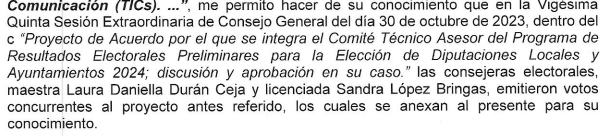 Comunicación (TICs). ...", me permito hacer de su conocimiento que en la Vigésima
Quinta Sesión Extraordinaria de Consejo General del día 30 de octubre de 2023, dentro del
c "Proyecto de Acuerdo por el que se integra el Comité Técnico Asesor del Programa de
Resultados Electorales Preliminares para la Elección de Diputaciones Locales y
Ayuntamientos 2024; discusión y aprobación en su caso." las consejeras electorales,
maestra Laura Daniella Durán Ceja y licenciada Sandra López Bringas, emitieron votos
concurrentes al proyecto antes referido, los cuales se anexan al presente para su
conocimiento.